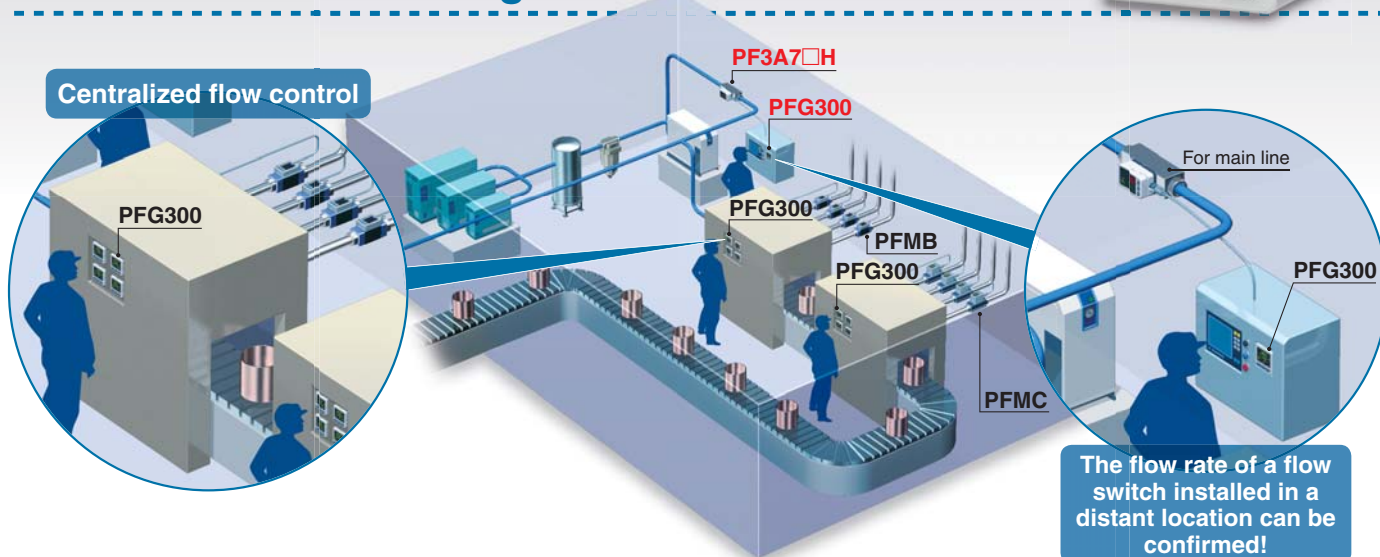 Centralized flow control
PFG300
PF3A7□H
PFG300
PFG300
PFMB
PFG300
PFMC
For main line
PFG300
The flow rate of a flow
switch installed in a
distant location can be
confirmed!